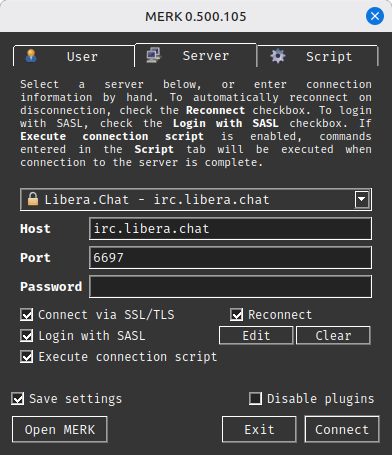 MERK 0.500.105
User Server Script
Select a server below, or enter connection
information by hand. To automatically reconnect on
disconnection, check the Reconnect checkbox. To login
with SASL, check the Login with SASL checkbox. If
Execute connection script is enabled, commands
entered in the Script tab will be executed when
connection to the server is complete.
Libera.Chat - irc.libera.chat
Host irc.libera.chat
Port 6697
Password
Connect via SSL/TLS Reconnect
Login with SASL Edit Clear
Execute connection script
Save settings Disable plugins
Open MERK Exit Connect